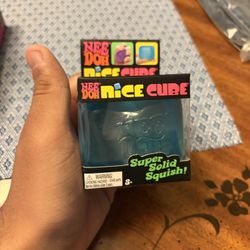 NEE
DOH
NICE CUBE
NEE
DOH
NICE CUBE
Super
Solid
Squish!
3+